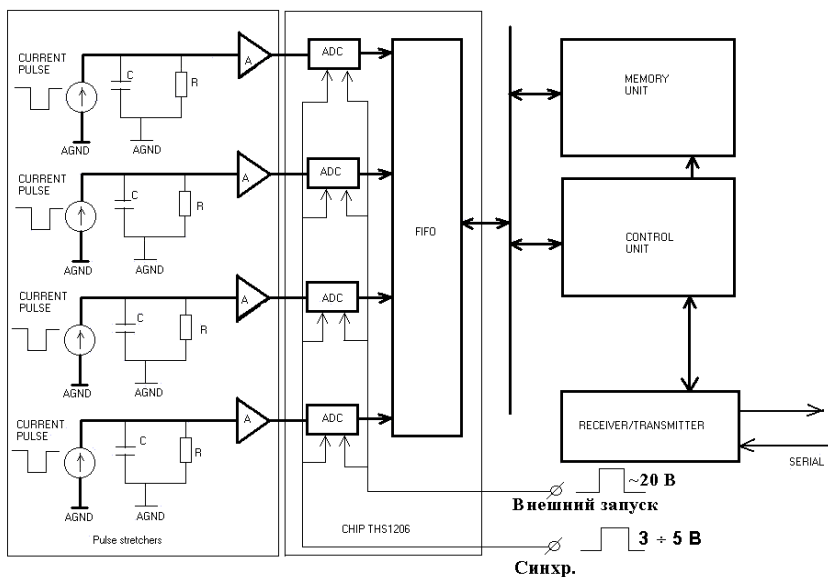 CURRENT
PULSE
C
R
AGND
AGND
A
ADC
CURRENT
PULSE
C
R
AGND
AGND
A
ADC
CURRENT
PULSE
C
R
AGND
AGND
A
ADC
CURRENT
PULSE
C
R
AGND
AGND
A
ADC
Pulse stretchers
CHIP THS1206
FIFO
MEMORY
UNIT
CONTROL
UNIT
RECEIVER/TRANSMITTER
SERIAL
~20 В
Внешний запуск
3 ÷ 5 В
Синхр.